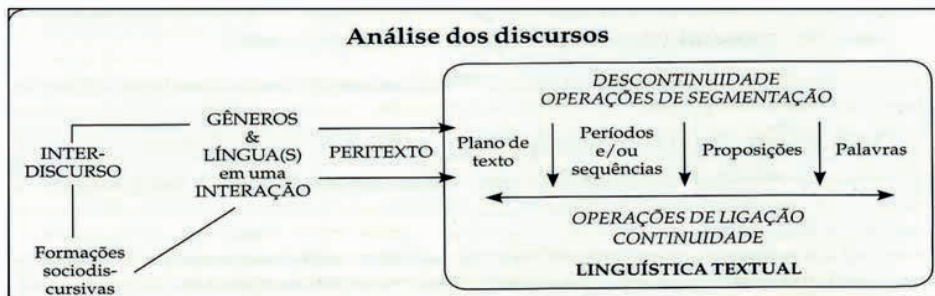 Análise dos discursos
DESCONTINUIDADE
OPERAÇÕES DE SEGMENTAÇÃO
INTER-
DISCURSO
GÊNEROS
&
LÍNGUA(S)
em uma
INTERAÇÃO
PERITEXTO
Plano de
texto
Períodos
e/ou
sequências
Proposições
Palavras
OPERAÇÕES DE LIGAÇÃO
CONTINUIDADE
LINGUÍSTICA TEXTUAL
Formações
sociodis-
cursivas